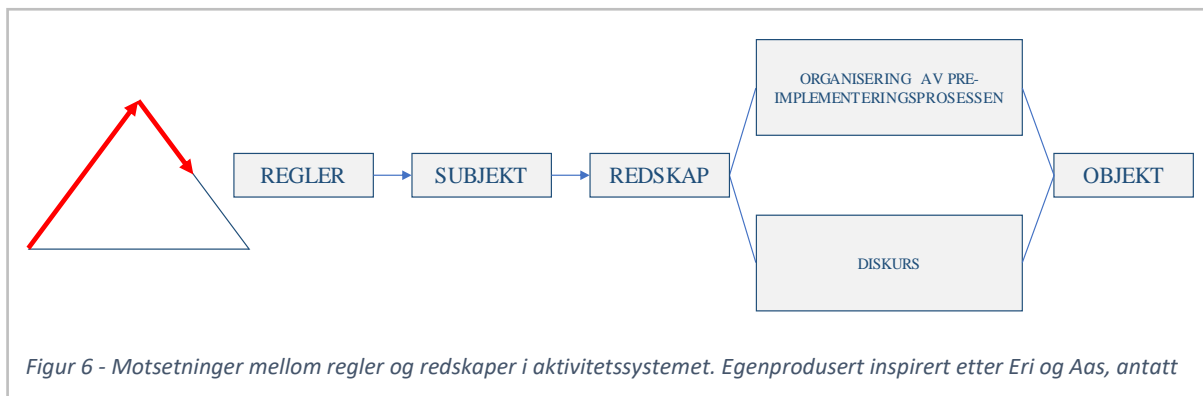 ORGANISERING AV PRE-
IMPLEMENTERINGSPROSESSEN
REGLER
SUBJEKT
REDSKAP
OBJEKT
DISKURS
Figur 6 - Motsetninger mellom regler og redskaper i aktivitetssystemet. Egenprodusert inspirert etter Eri og Aas, antatt